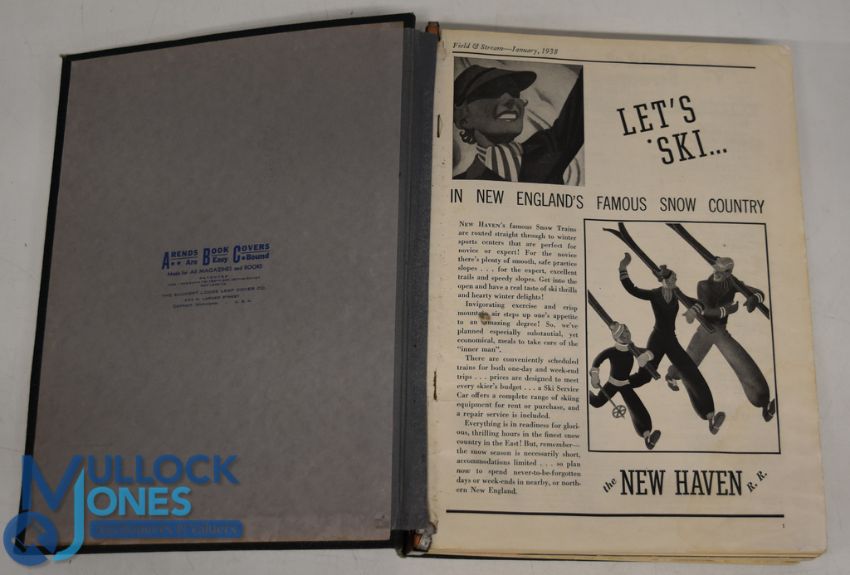 ARENDS BOOK COVERS
Are Easy Bound
Made for All MAGAZINES and BOOKS
DETROIT, MICHIGAN U. S. A.
MULLOCK
JONES
Field & Stream—January, 1938
LET'S
SKI...
IN NEW ENGLAND'S FAMOUS SNOW COUNTRY
NEW HAVEN'S famous Snow Trains
are routed straight through to winter
sports centers that are perfect for
novice or expert! For the novice
there's plenty of smooth, safe practice
slopes . . . for the expert, excellent
trails and speedy slopes. Get into the
open and have a real taste of ski thrills
and hearty winter delights!
Invigorating exercise and crisp
mountain air steps up one's appetite
to an amazing degree! So, we've
planned especially substantial, yet
economical, meals to take care of the
"inner man".
There are conveniently scheduled
trains for both one-day and week-end
trips . . . prices are designed to meet
every skier's budget . . . a Ski Service
Car offers a complete range of skiing
equipment for rent or purchase, and
a repair service is included.
Everything is in readiness for glori-
ous, thrilling hours in the finest snow
country in the East! But, remember—
the snow season is necessarily short,
accommodations limited . . . so plan
now to spend never-to-be-forgotten
days or week-ends in nearby, or north-
ern New England.
the NEW HAVEN R. R.
1